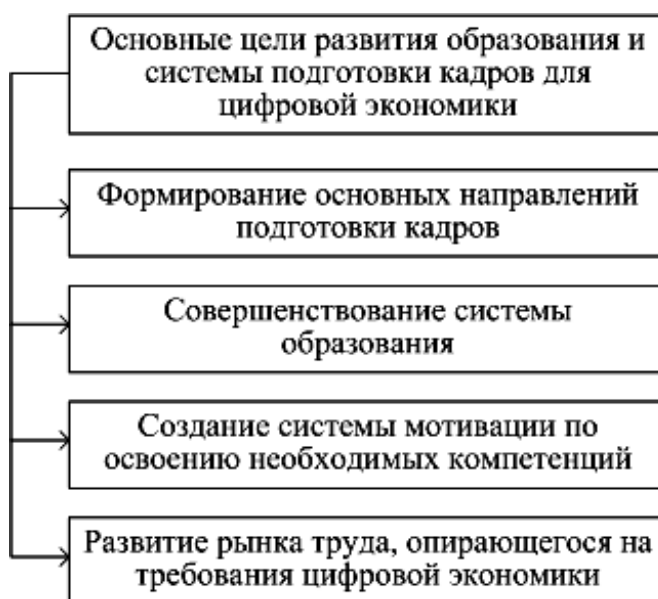 Основные цели развития образования и
системы подготовки кадров для
цифровой экономики
Формирование основных направлений
подготовки кадров
Совершенствование системы
образования
Создание системы мотивации по
освоению необходимых компетенций
Развитие рынка труда, опирающегося на
требования цифровой экономики